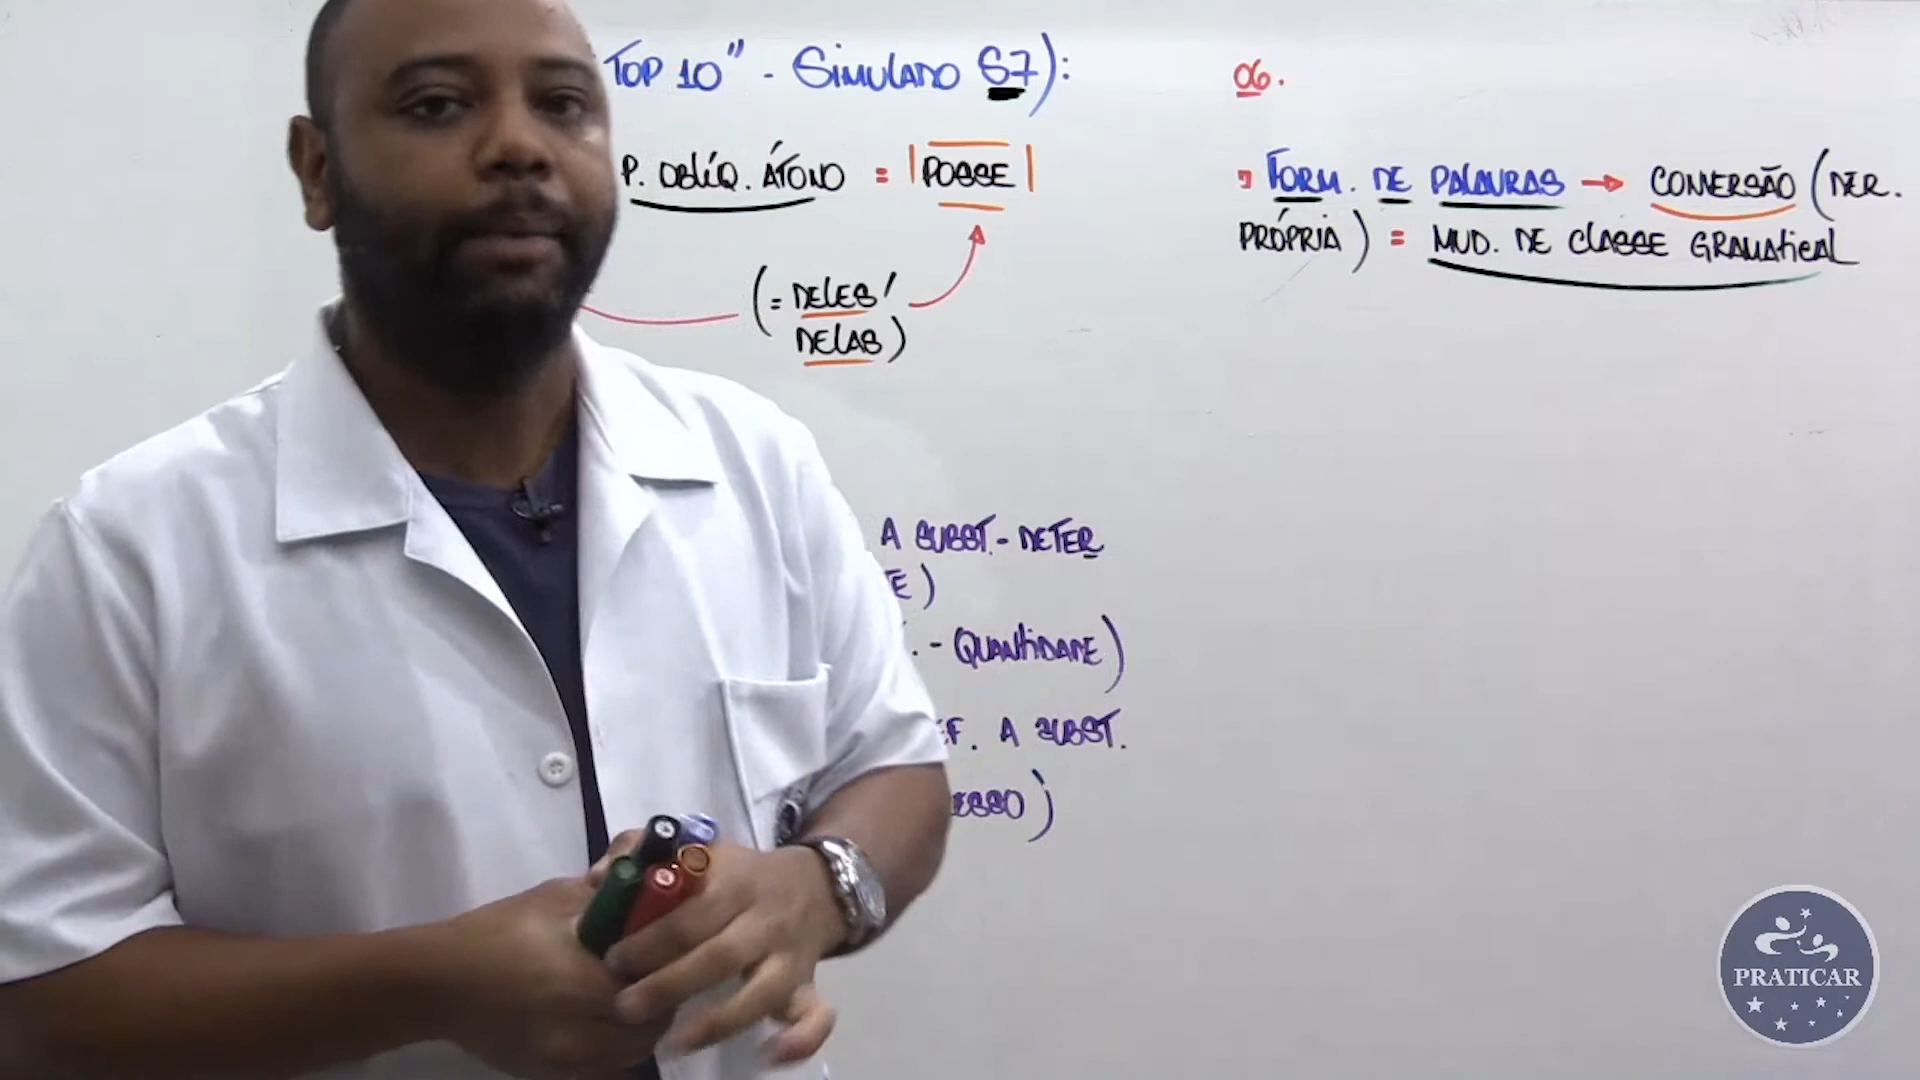 TOP 10" - SIMULADO S7):
P. OBLÍQ. ÁTONO = |POSSE|
(= DELES/
DELAS)
A SUBST. - DETER
E)
. - QUANTIDADE)
EF. A SUBST.
ESSO)
06.
FORM. DE PALAVRAS → CONVERSÃO (DER.
PRÓPRIA) = MUD. DE CLASSE GRAMATICAL
PRATICAR